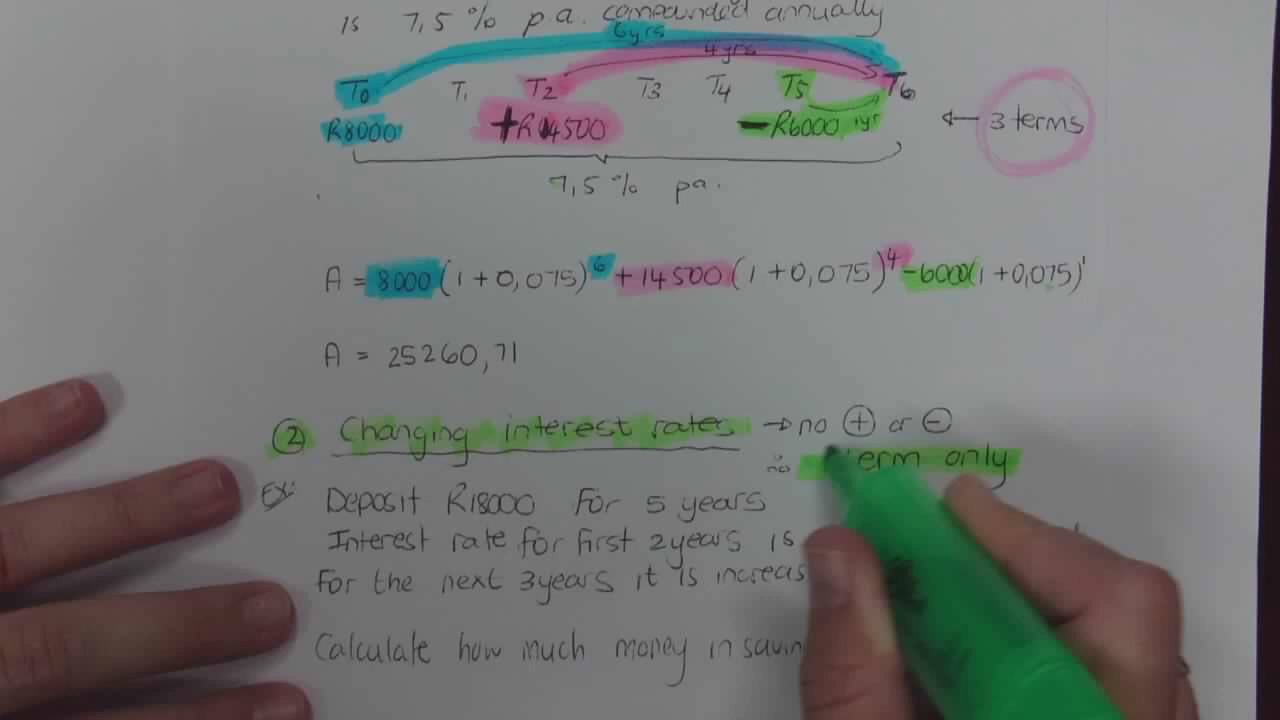 is 7,5% p.a. compounded annually
6yrs
4yrs
T0 T1 T2 T3 T4 T5 T6
R8000 +R14500 -R6000 1yr ← 3 terms
7,5% pa.
A = 8000(1+0,075)^6 +14500(1+0,075)^4 -6000(1+0,075)^1
A = 25260,71
② Changing interest rates → no ⊕ or ⊖
term only
Ex: Deposit R18000 for 5 years
Interest rate for first 2years is
For the next 3years it is increas
Calculate how much money in savin